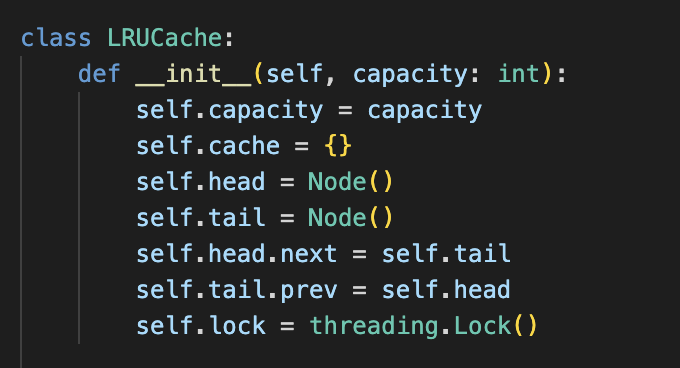 class LRUCache:
    def __init__(self, capacity: int):
        self.capacity = capacity
        self.cache = {}
        self.head = Node()
        self.tail = Node()
        self.head.next = self.tail
        self.tail.prev = self.head
        self.lock = threading.Lock()